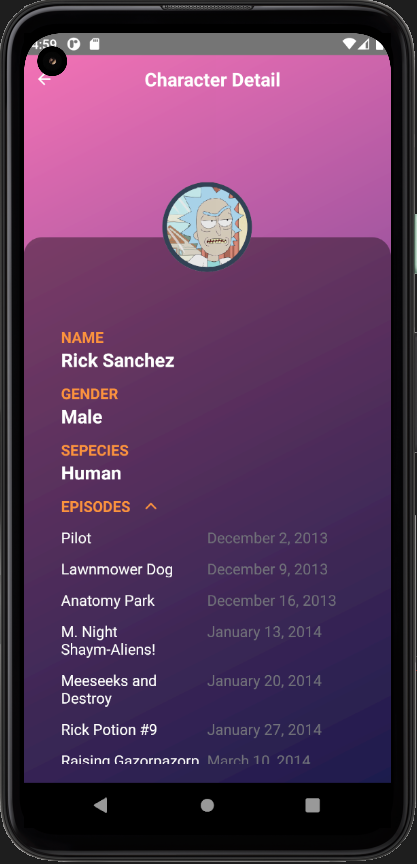 4:59
Character Detail
NAME
Rick Sanchez
GENDER
Male
SEPECIES
Human
EPISODES
Pilot December 2, 2013
Lawnmower Dog December 9, 2013
Anatomy Park December 16, 2013
M. Night January 13, 2014
Shaym-Aliens!
Meeseeks and January 20, 2014
Destroy
Rick Potion #9 January 27, 2014
Raising Gazorpazorp March 10, 2014